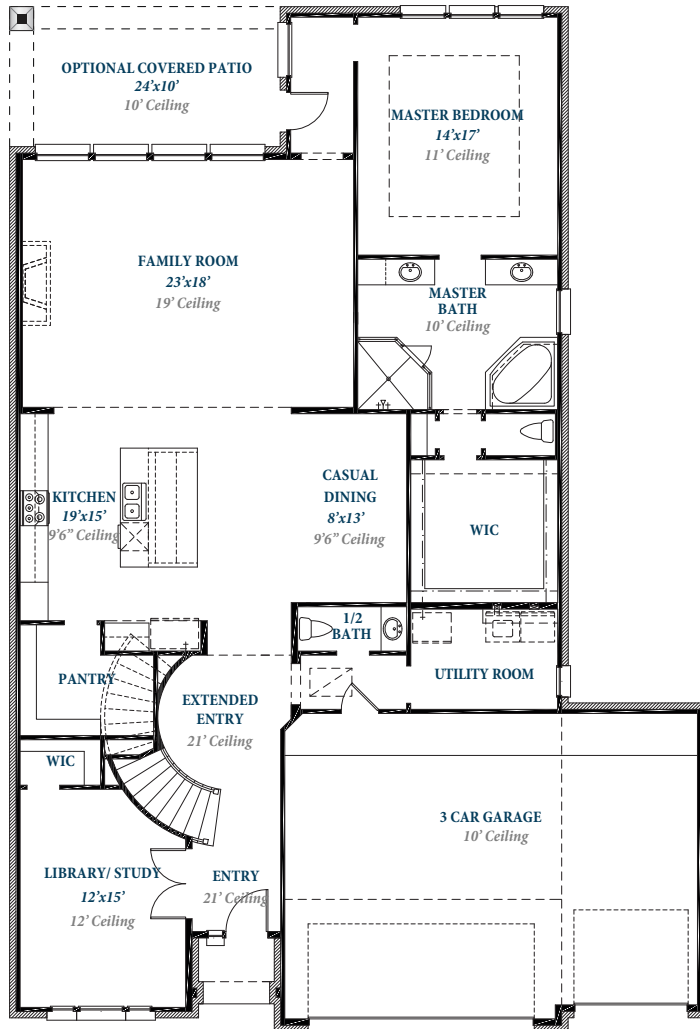 OPTIONAL COVERED PATIO
24'x10'
10' Ceiling
MASTER BEDROOM
14'x17'
11' Ceiling
FAMILY ROOM
23'x18'
19' Ceiling
MASTER
BATH
10' Ceiling
KITCHEN
19'x15'
9'6" Ceiling
CASUAL
DINING
8'x13'
9'6" Ceiling
WIC
1/2
BATH
UTILITY ROOM
PANTRY
EXTENDED
ENTRY
21' Ceiling
WIC
3 CAR GARAGE
10' Ceiling
LIBRARY/ STUDY
12'x15'
12' Ceiling
ENTRY
21' Ceiling